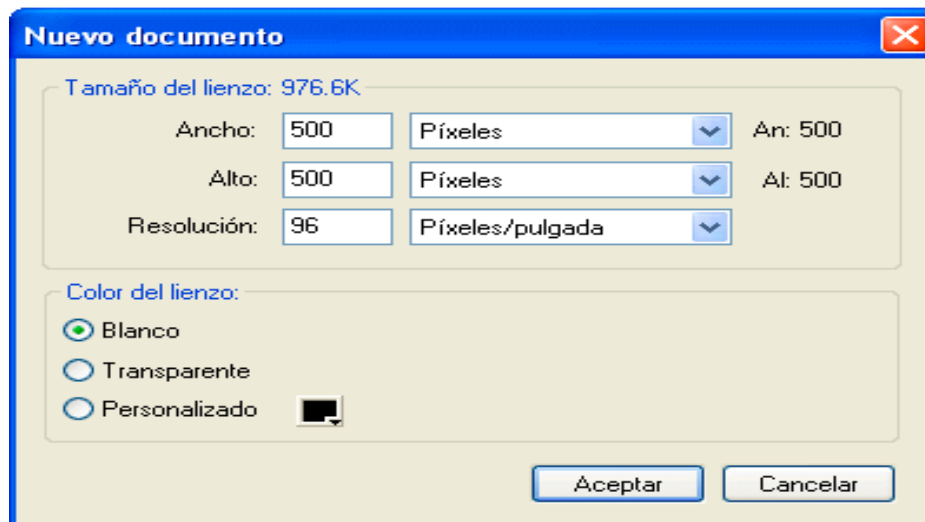 Nuevo documento
Tamaño del lienzo: 976.6K
Ancho: 500 Píxeles An: 500
Alto: 500 Píxeles Al: 500
Resolución: 96 Píxeles/pulgada
Color del lienzo:
Blanco
Transparente
Personalizado
Aceptar Cancelar